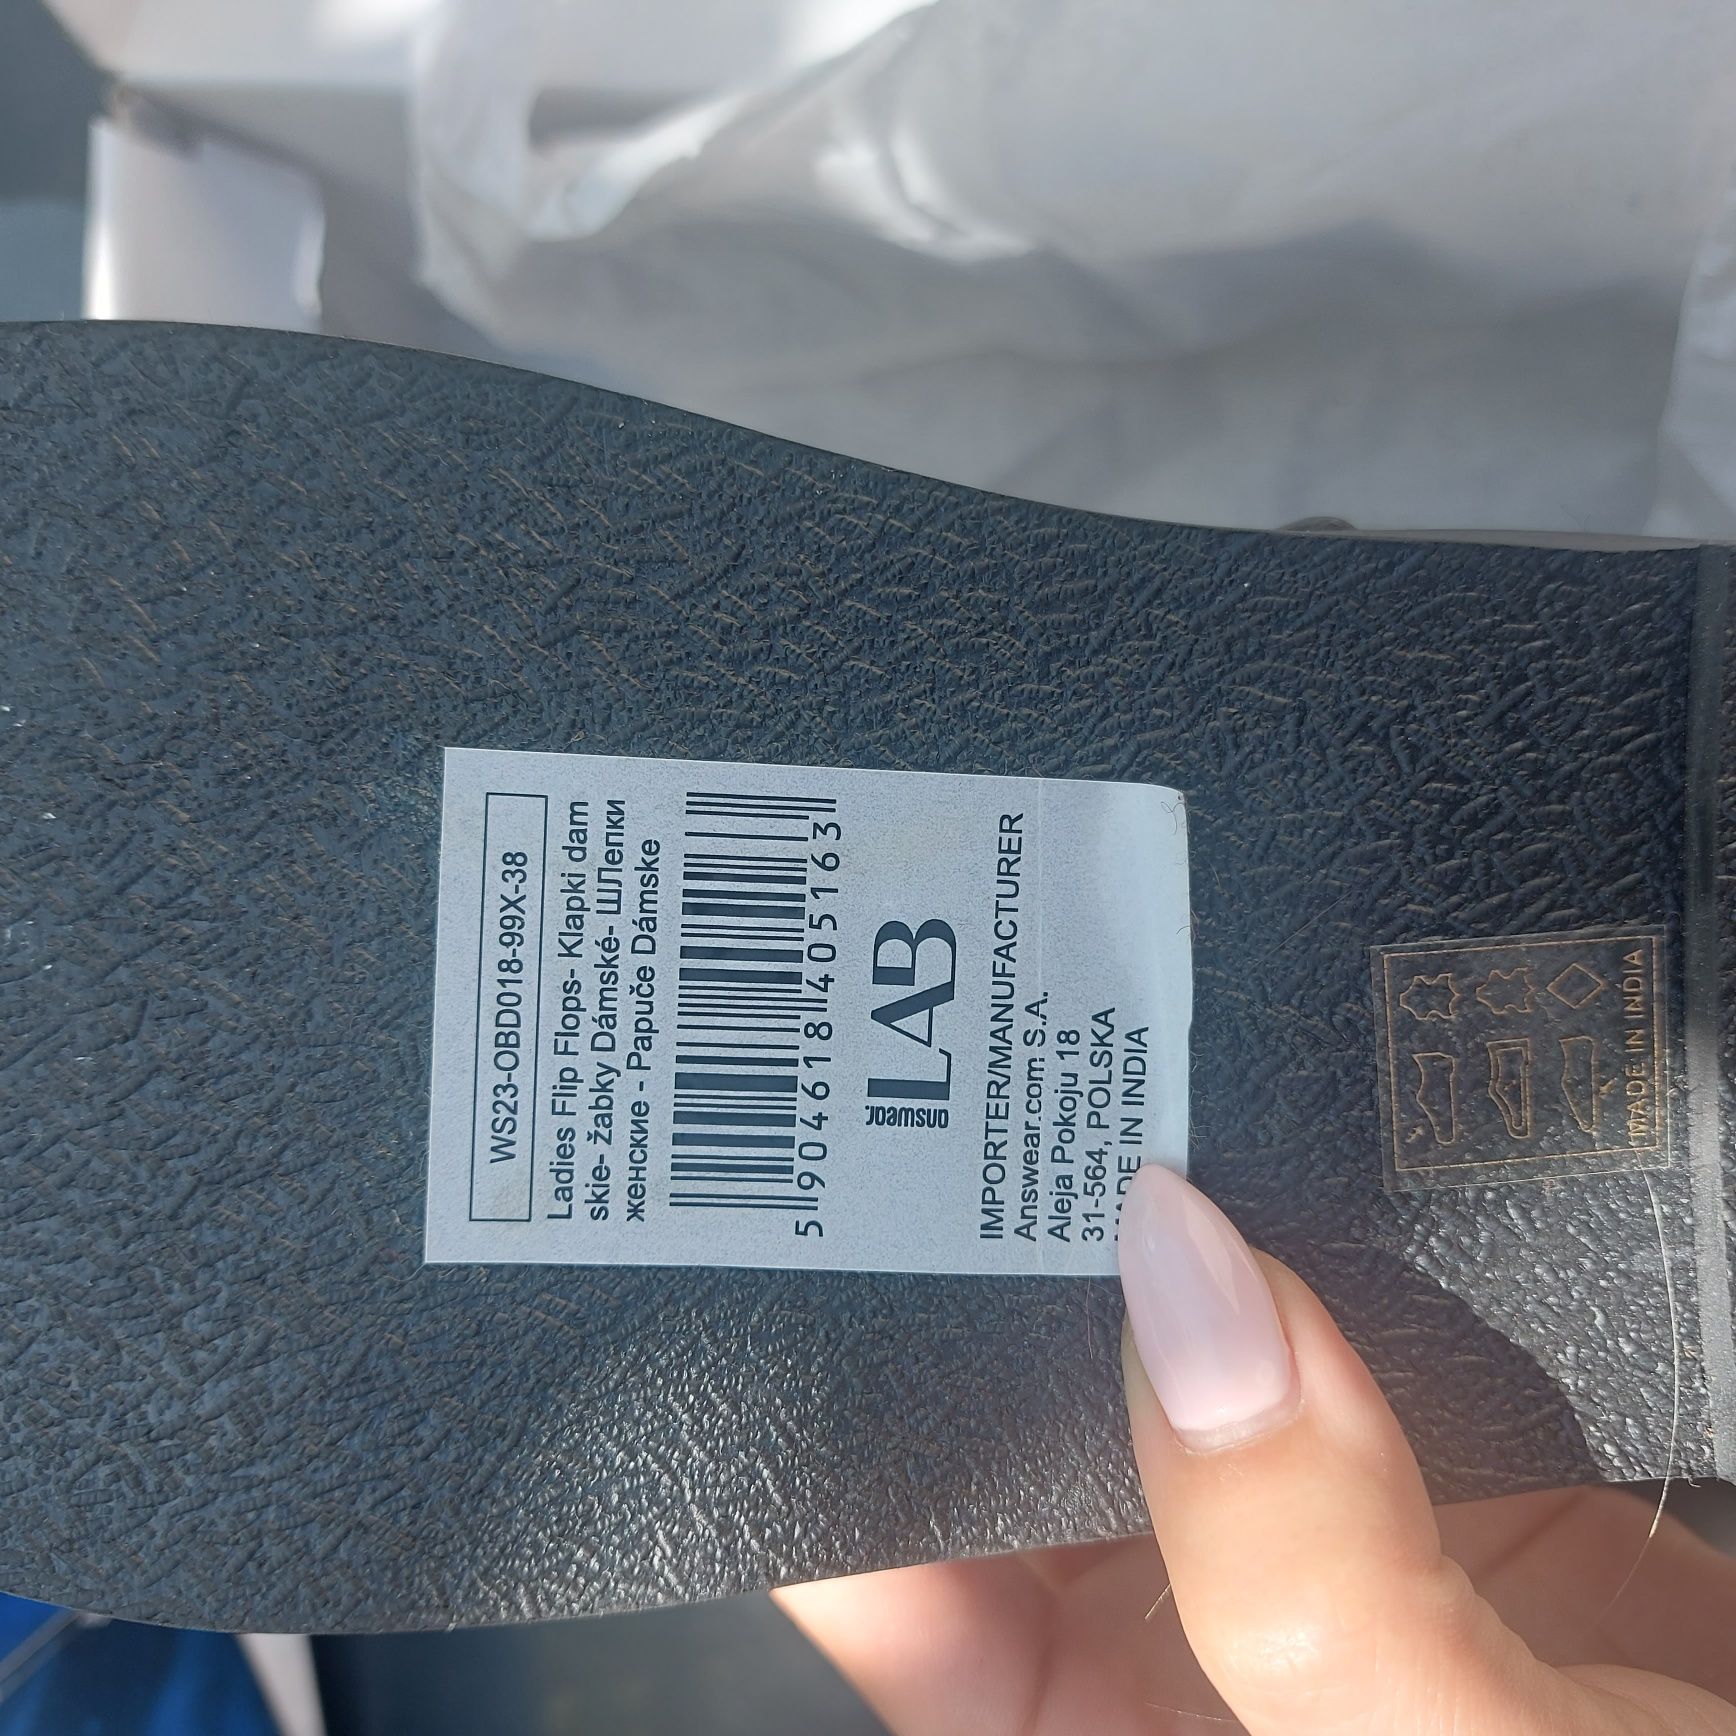 WS23-OBD018-99X-38
Ladies Flip Flops- Klapki dam
skie- žabky Dámské- ШЛепки
женские - Papuče Dámske
5 904618 405163
answear. LAB
IMPORTER/MANUFACTURER
Answear.com S.A.
Aleja Pokoju 18
31-564, POLSKA
MADE IN INDIA
MADE IN INDIA